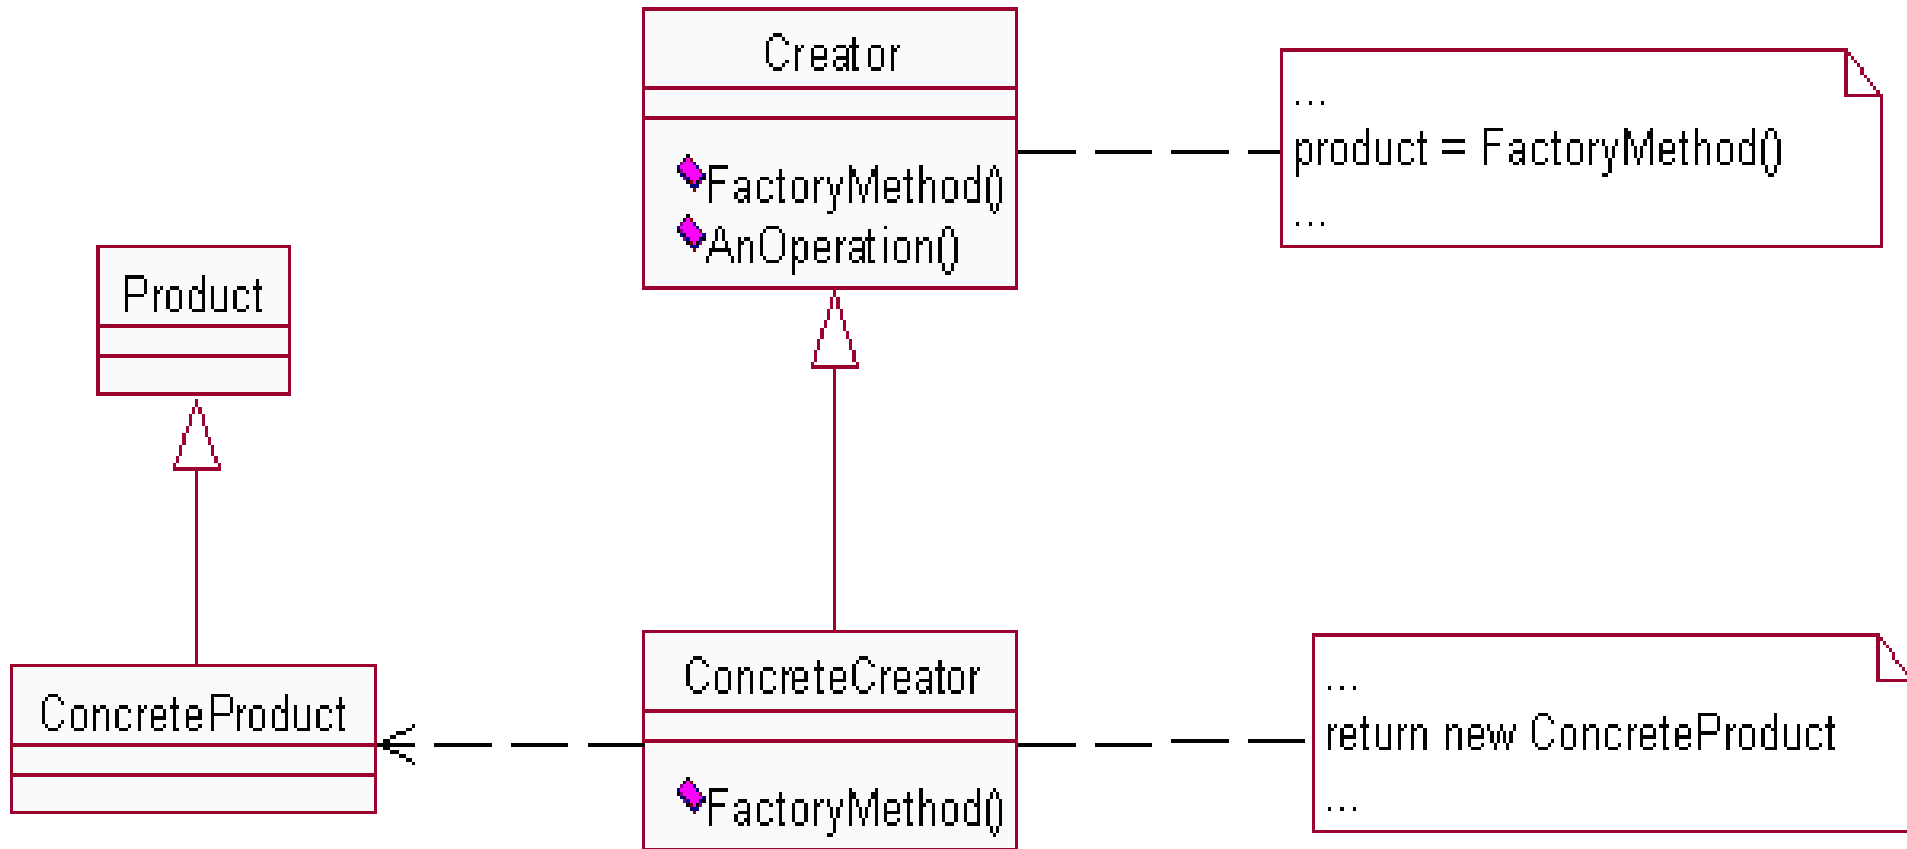 Creator
FactoryMethod()
AnOperation()
...
product = FactoryMethod()
...
Product
ConcreteProduct
ConcreteCreator
FactoryMethod()
...
return new ConcreteProduct
...